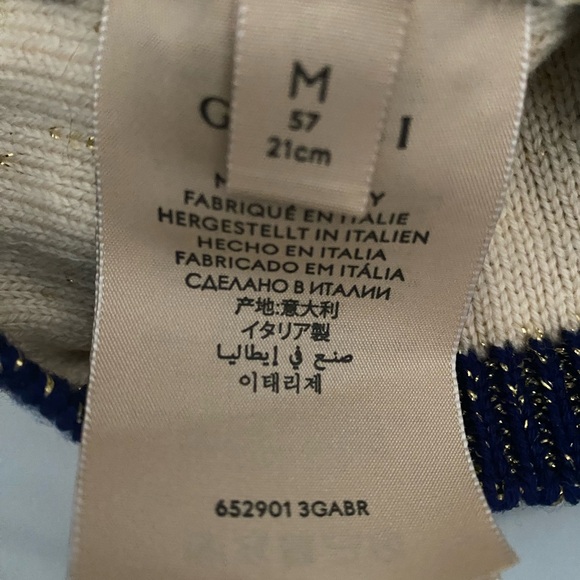 M
57
21cm
FABRIQUÉ EN ITALIE
HERGESTELLT IN ITALIEN
HECHO EN ITALIA
FABRICADO EM ITÁLIA
СДЕЛАНО В ИТАЛИИ
产地:意大利
イタリア製
صنع في إيطاليا
이태리제
652901 3GABR